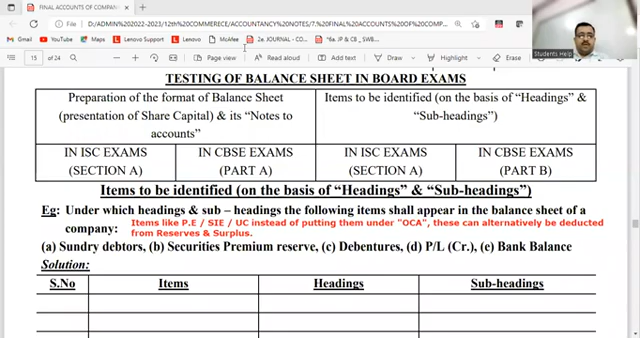 FINAL ACCOUNTS OF COMPANY
File D:/ADMIN%202022-2023/12th%20COMMERECE/ACCOUNTANCY%20NOTES/7.%20FINAL%20ACCOUNTS%20OF%20COMP...
Gmail YouTube Maps Lenovo Support Lenovo McAfee 2e. JOURNAL - CO... *6a. JP & CB _ SWB...
15 of 24 Page view Read aloud Add text Draw Highlight Erase
Students Help
TESTING OF BALANCE SHEET IN BOARD EXAMS
Preparation of the format of Balance Sheet
(presentation of Share Capital) & its “Notes to
accounts”
Items to be identified (on the basis of “Headings” &
“Sub-headings”)
IN ISC EXAMS
(SECTION A)
IN CBSE EXAMS
(PART A)
IN ISC EXAMS
(SECTION A)
IN CBSE EXAMS
(PART B)
Items to be identified (on the basis of “Headings” & “Sub-headings”)
Eg: Under which headings & sub – headings the following items shall appear in the balance sheet of a
company: Items like P.E / SIE / UC instead of putting them under "OCA", these can alternatively be deducted
from Reserves & Surplus.
(a) Sundry debtors, (b) Securities Premium reserve, (c) Debentures, (d) P/L (Cr.), (e) Bank Balance
Solution:
S.No Items Headings Sub-headings